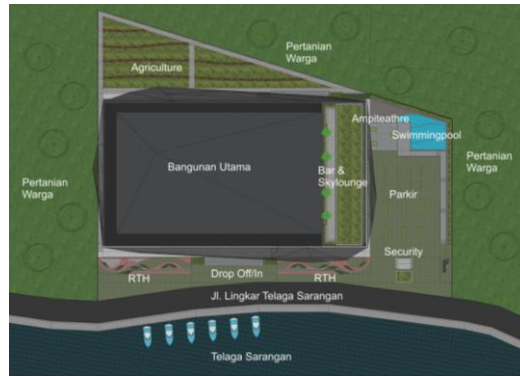 Pertanian
Warga
Agriculture
Ampiteathre
Swimmingpool
Bangunan Utama
Bar &
Skylounge
Pertanian
Warga
Pertanian
Warga
Parkir
Security
RTH
Drop Off/In
RTH
Jl. Lingkar Telaga Sarangan
Telaga Sarangan